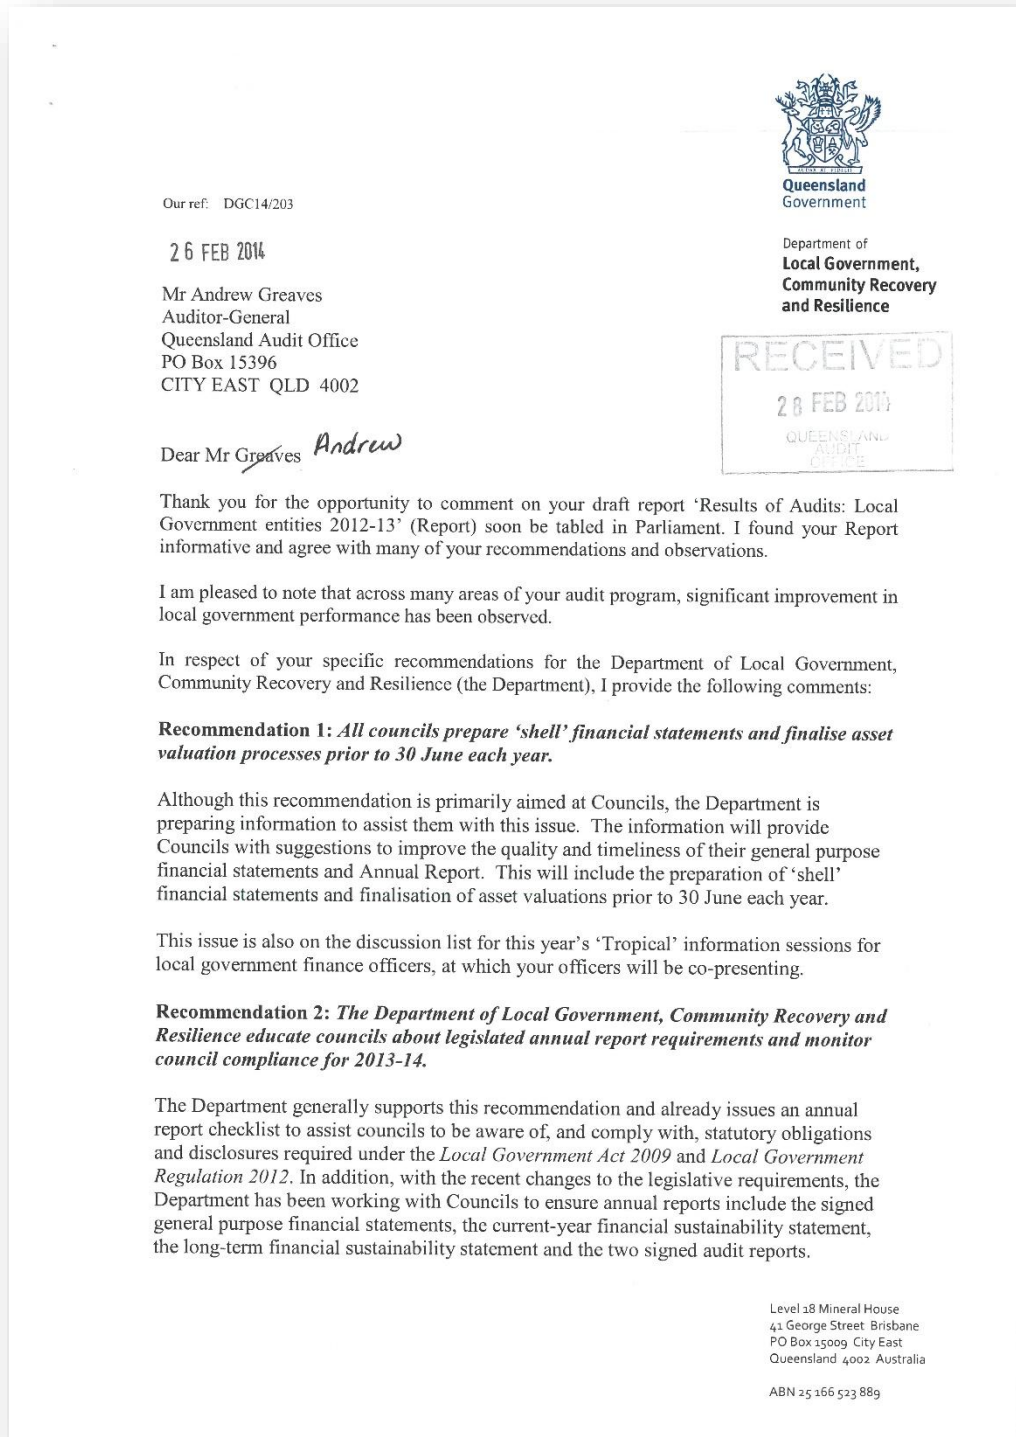 Queensland
Government
Our ref: DGC14/203
26 FEB 2014
Department of
Local Government,
Community Recovery
and Resilience
Mr Andrew Greaves
Auditor-General
Queensland Audit Office
PO Box 15396
CITY EAST QLD 4002
RECEIVED
28 FEB 2014
QUEENSLAND
AUDIT
OFFICE
Dear Mr Greaves Andrew
Thank you for the opportunity to comment on your draft report ‘Results of Audits: Local
Government entities 2012-13’ (Report) soon be tabled in Parliament. I found your Report
informative and agree with many of your recommendations and observations.
I am pleased to note that across many areas of your audit program, significant improvement in
local government performance has been observed.
In respect of your specific recommendations for the Department of Local Government,
Community Recovery and Resilience (the Department), I provide the following comments:
Recommendation 1: All councils prepare ‘shell’ financial statements and finalise asset
valuation processes prior to 30 June each year.
Although this recommendation is primarily aimed at Councils, the Department is
preparing information to assist them with this issue. The information will provide
Councils with suggestions to improve the quality and timeliness of their general purpose
financial statements and Annual Report. This will include the preparation of ‘shell’
financial statements and finalisation of asset valuations prior to 30 June each year.
This issue is also on the discussion list for this year’s ‘Tropical’ information sessions for
local government finance officers, at which your officers will be co-presenting.
Recommendation 2: The Department of Local Government, Community Recovery and
Resilience educate councils about legislated annual report requirements and monitor
council compliance for 2013-14.
The Department generally supports this recommendation and already issues an annual
report checklist to assist councils to be aware of, and comply with, statutory obligations
and disclosures required under the Local Government Act 2009 and Local Government
Regulation 2012. In addition, with the recent changes to the legislative requirements, the
Department has been working with Councils to ensure annual reports include the signed
general purpose financial statements, the current-year financial sustainability statement,
the long-term financial sustainability statement and the two signed audit reports.
Level 18 Mineral House
41 George Street Brisbane
PO Box 15009 City East
Queensland 4002 Australia
ABN 25 166 523 889